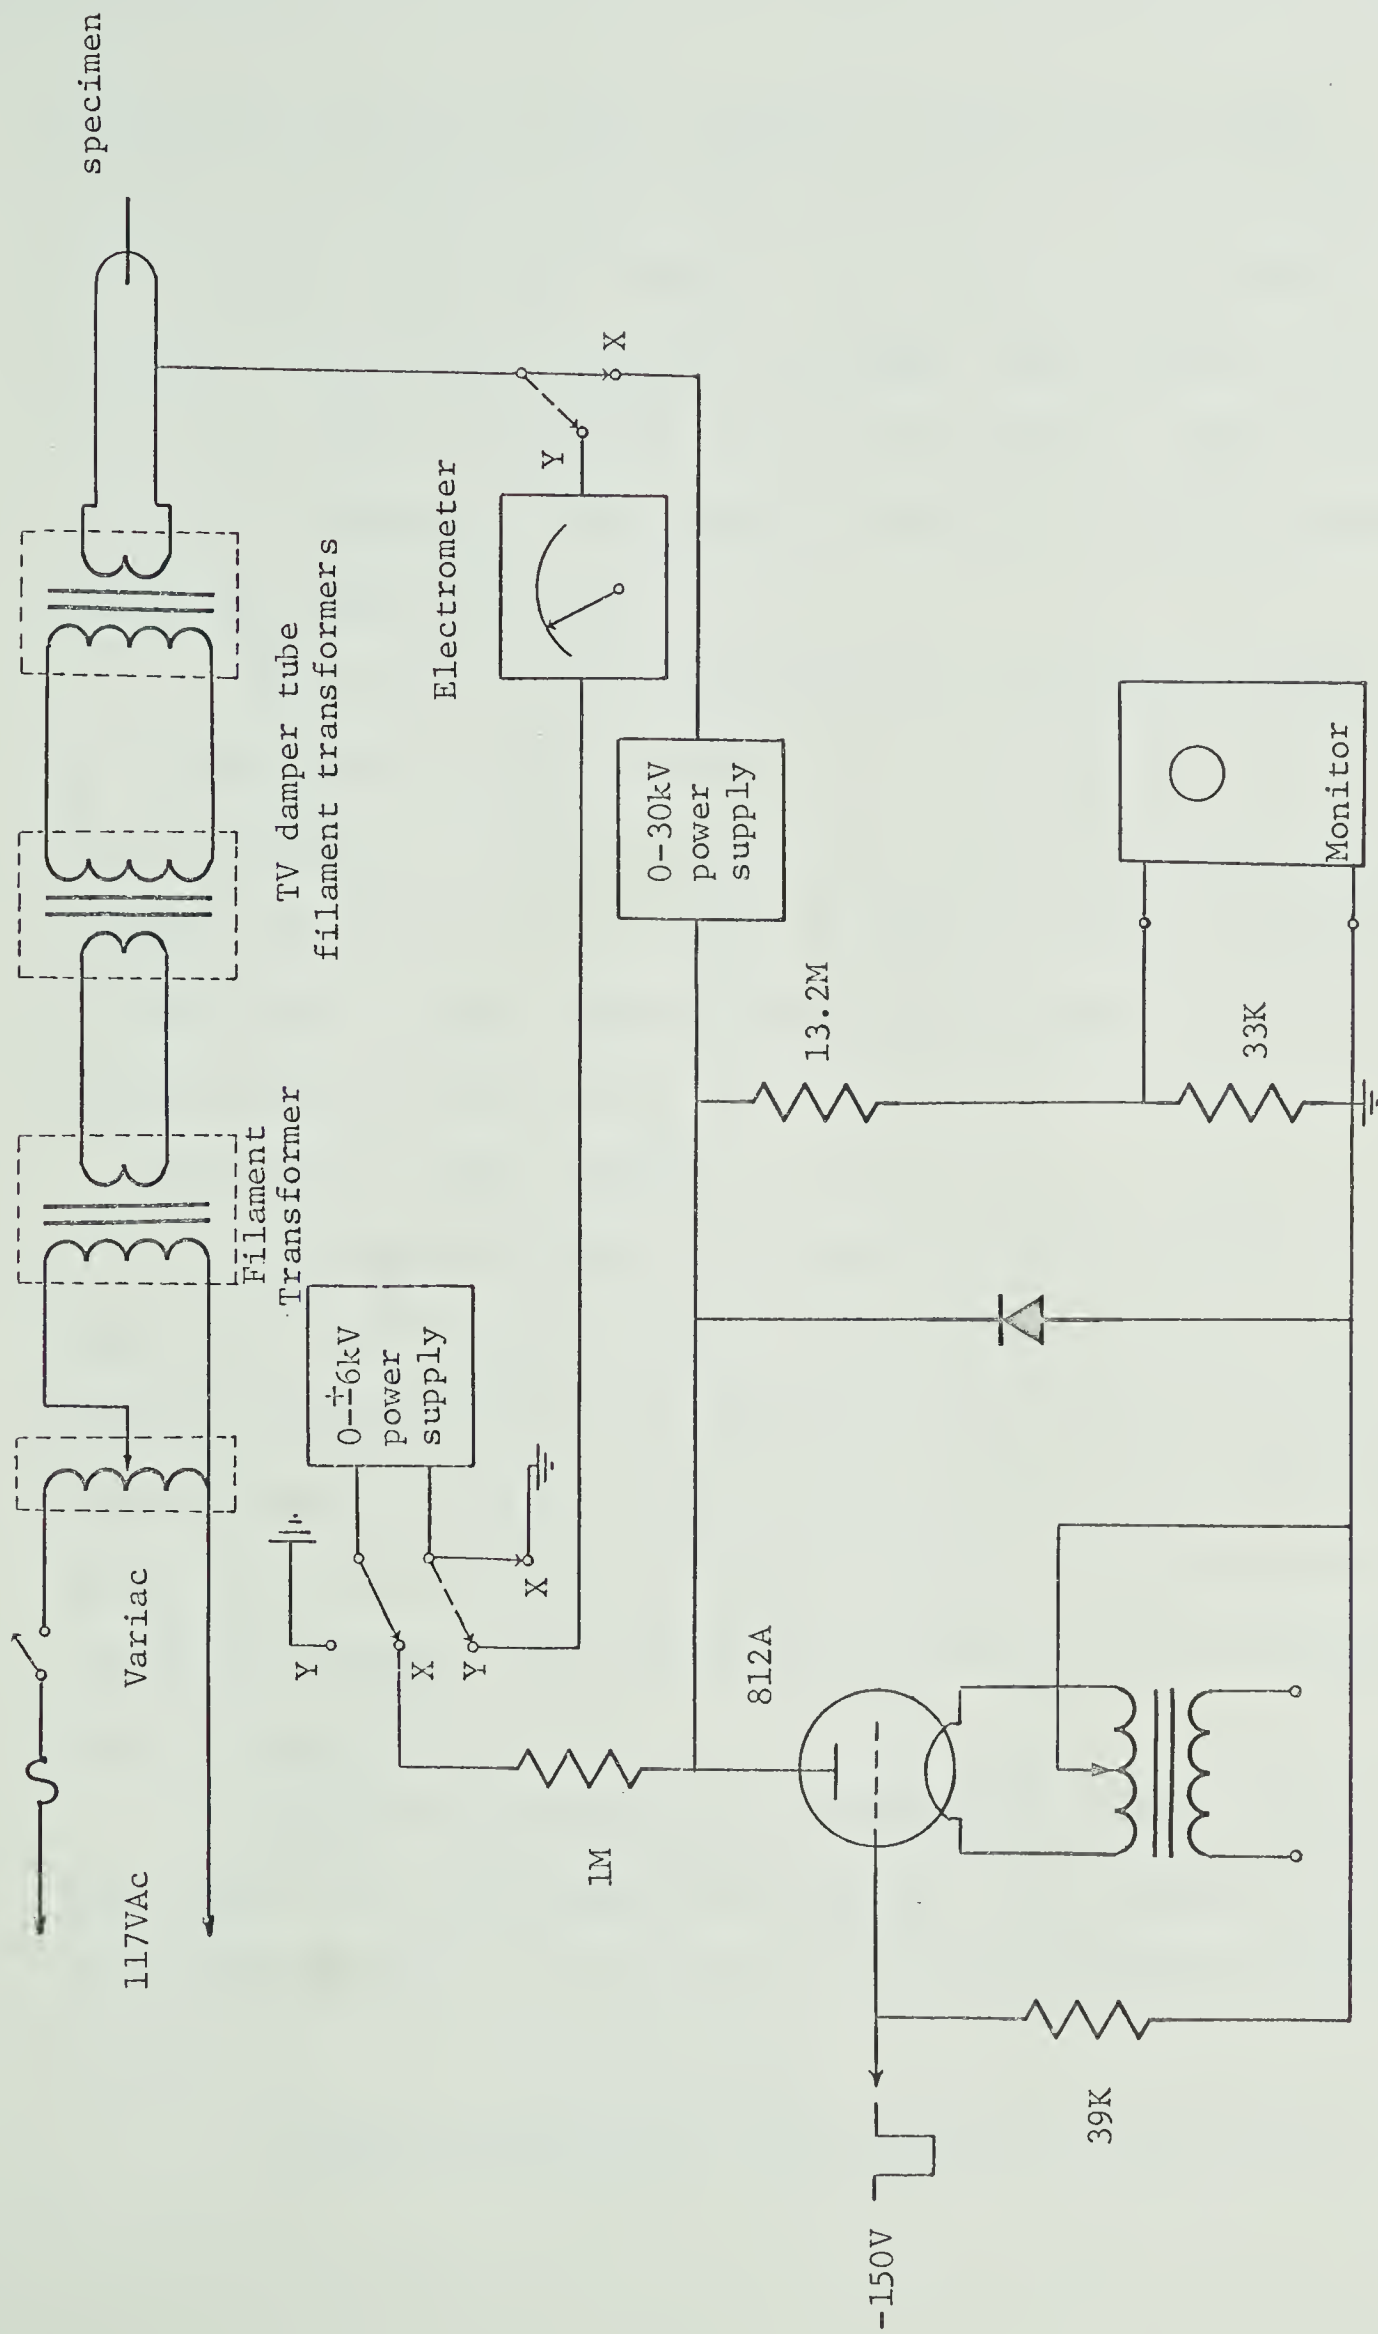 117VAc
Variac
Filament
Transformer
TV damper tube
filament transformers
specimen
Y
X
Y
X
0-±6kV
power
supply
Electrometer
Y
X
1M
812A
0-30kV
power
supply
13.2M
33K
Monitor
-150V
39K